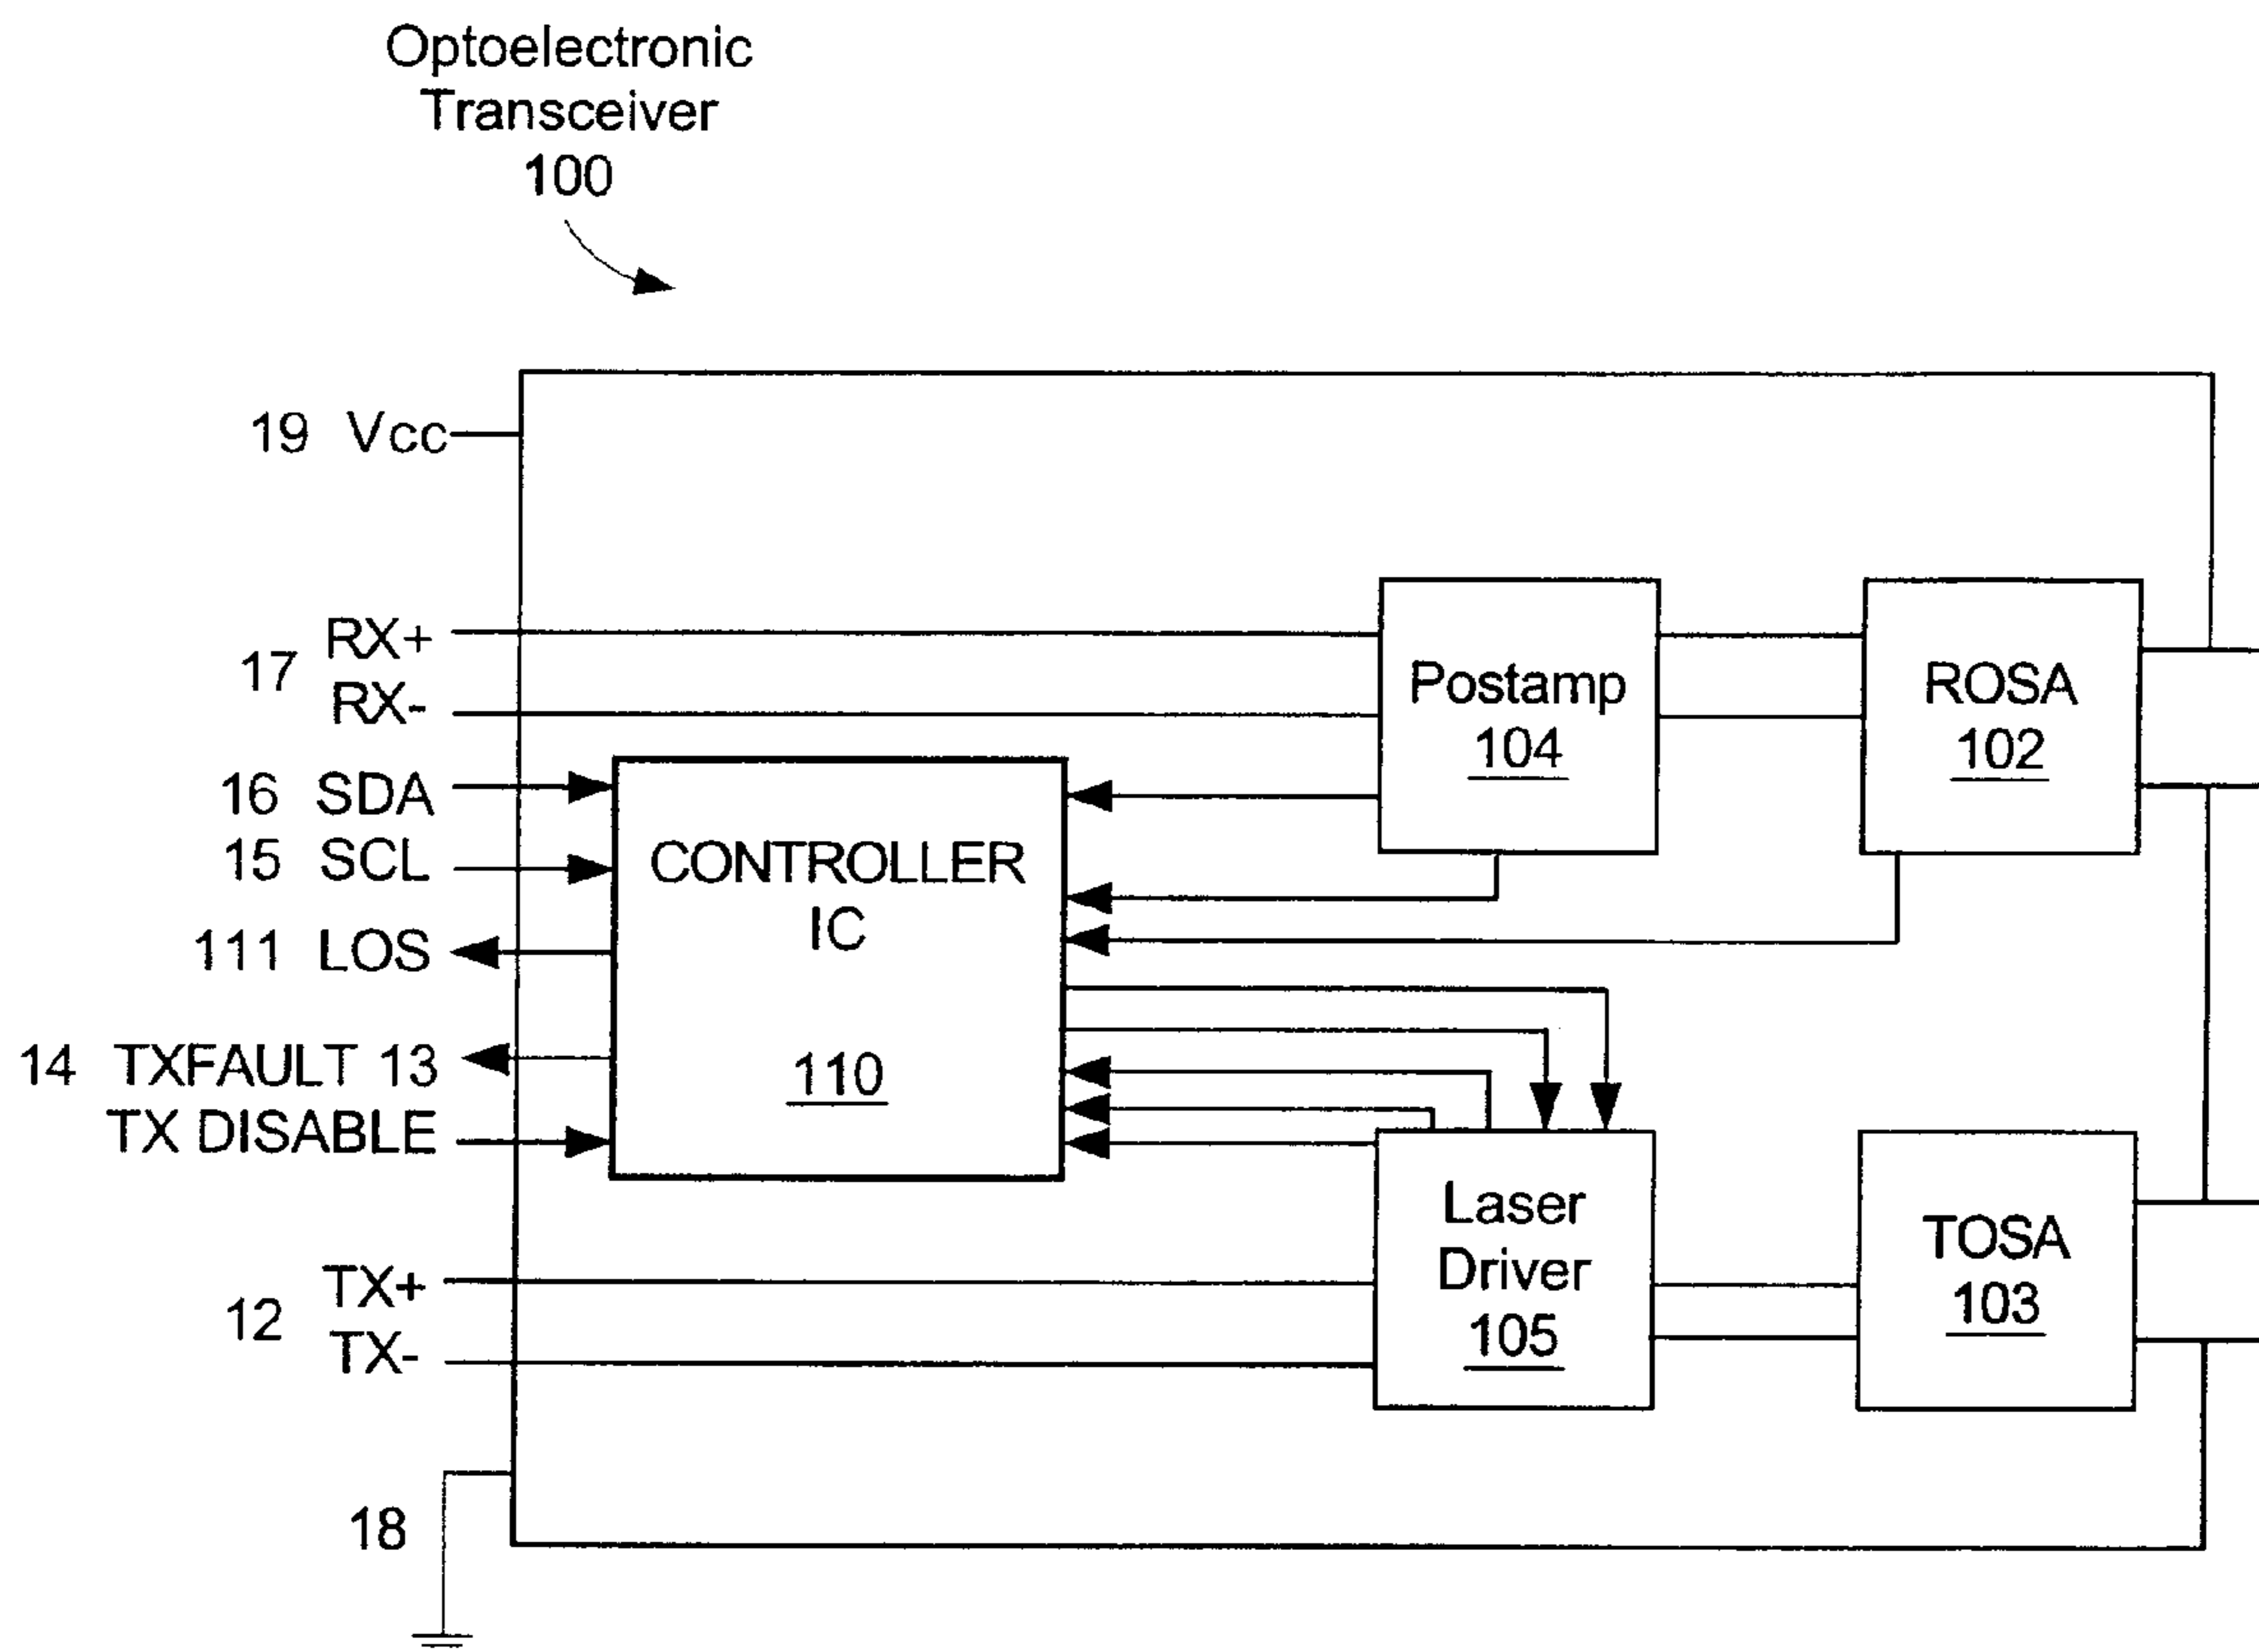 Optoelectronic
Transceiver
100
19 Vcc
RX+
17
RX-
Postamp
104
ROSA
102
16 SDA
15 SCL
111 LOS
14 TXFAULT 13
TX DISABLE
CONTROLLER
IC
110
Laser
Driver
105
TOSA
103
TX+
12
TX-
18